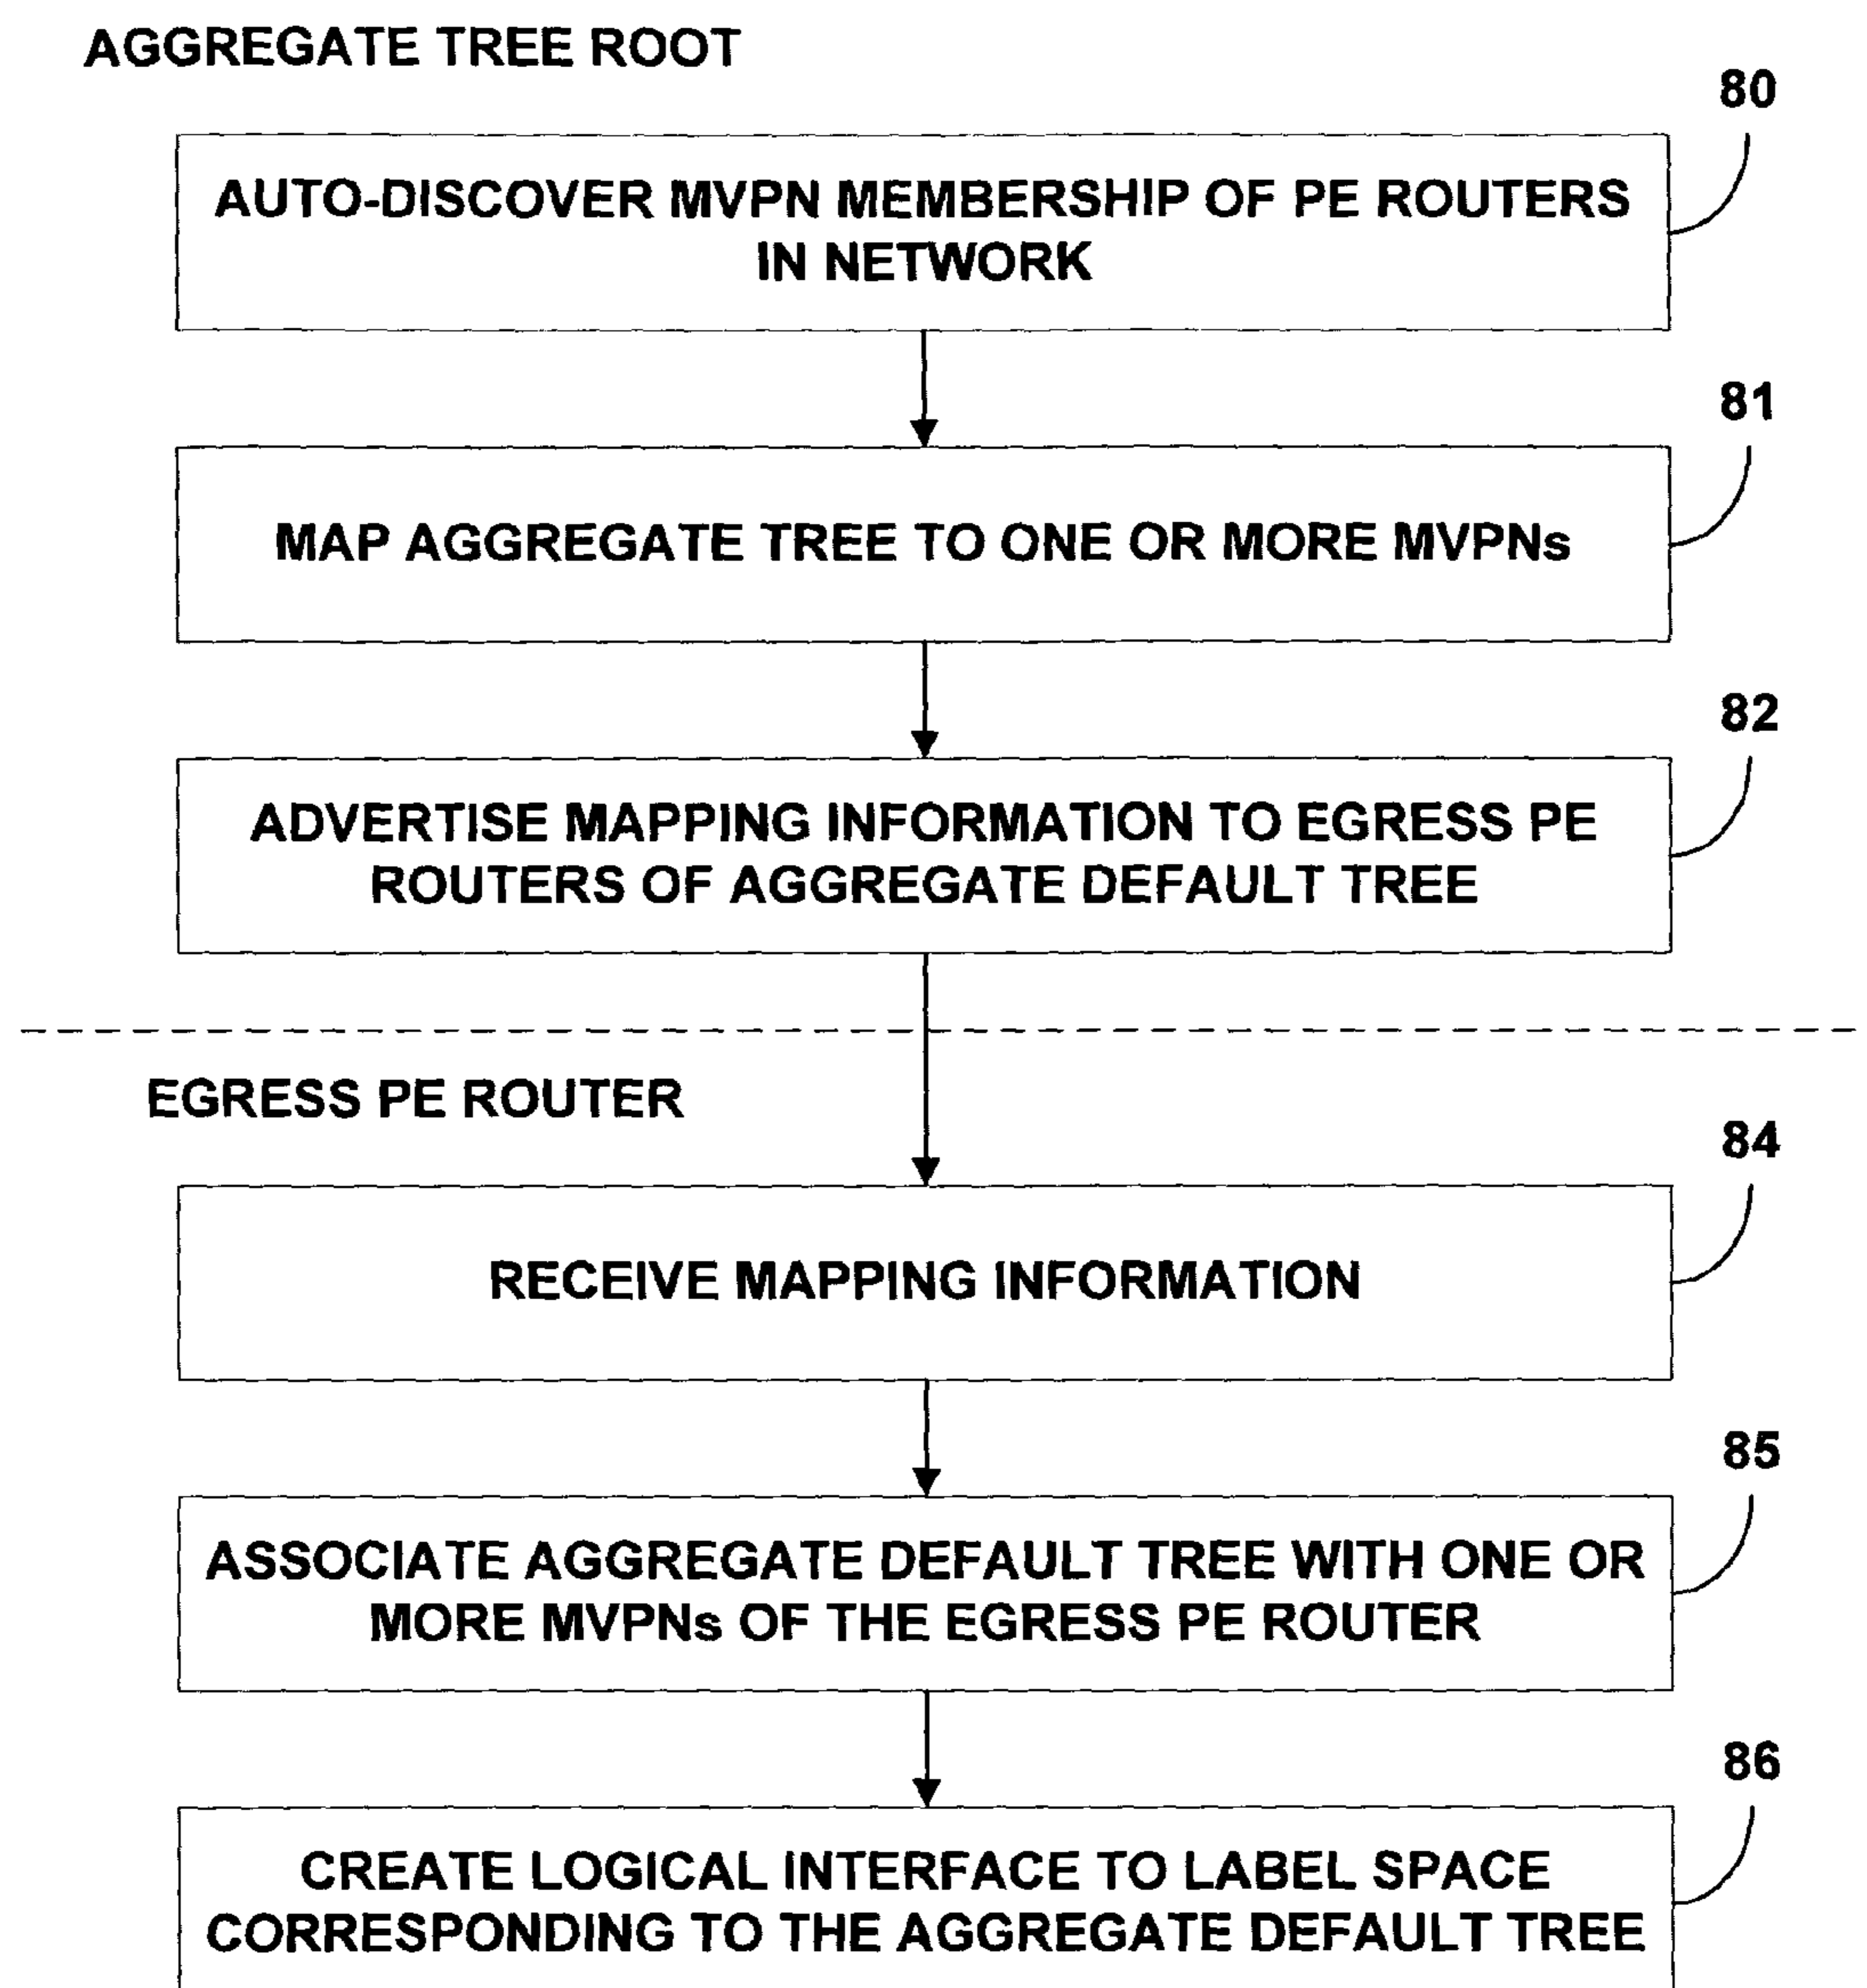 AGGREGATE TREE ROOT
80
AUTO-DISCOVER MVPN MEMBERSHIP OF PE ROUTERS
IN NETWORK
81
MAP AGGREGATE TREE TO ONE OR MORE MVPNs
82
ADVERTISE MAPPING INFORMATION TO EGRESS PE
ROUTERS OF AGGREGATE DEFAULT TREE
EGRESS PE ROUTER
84
RECEIVE MAPPING INFORMATION
85
ASSOCIATE AGGREGATE DEFAULT TREE WITH ONE OR
MORE MVPNs OF THE EGRESS PE ROUTER
86
CREATE LOGICAL INTERFACE TO LABEL SPACE
CORRESPONDING TO THE AGGREGATE DEFAULT TREE